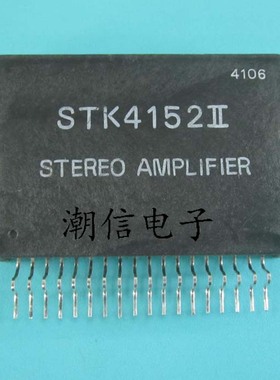 4106
STK4152II
STEREO AMPLIFIER
潮信电子